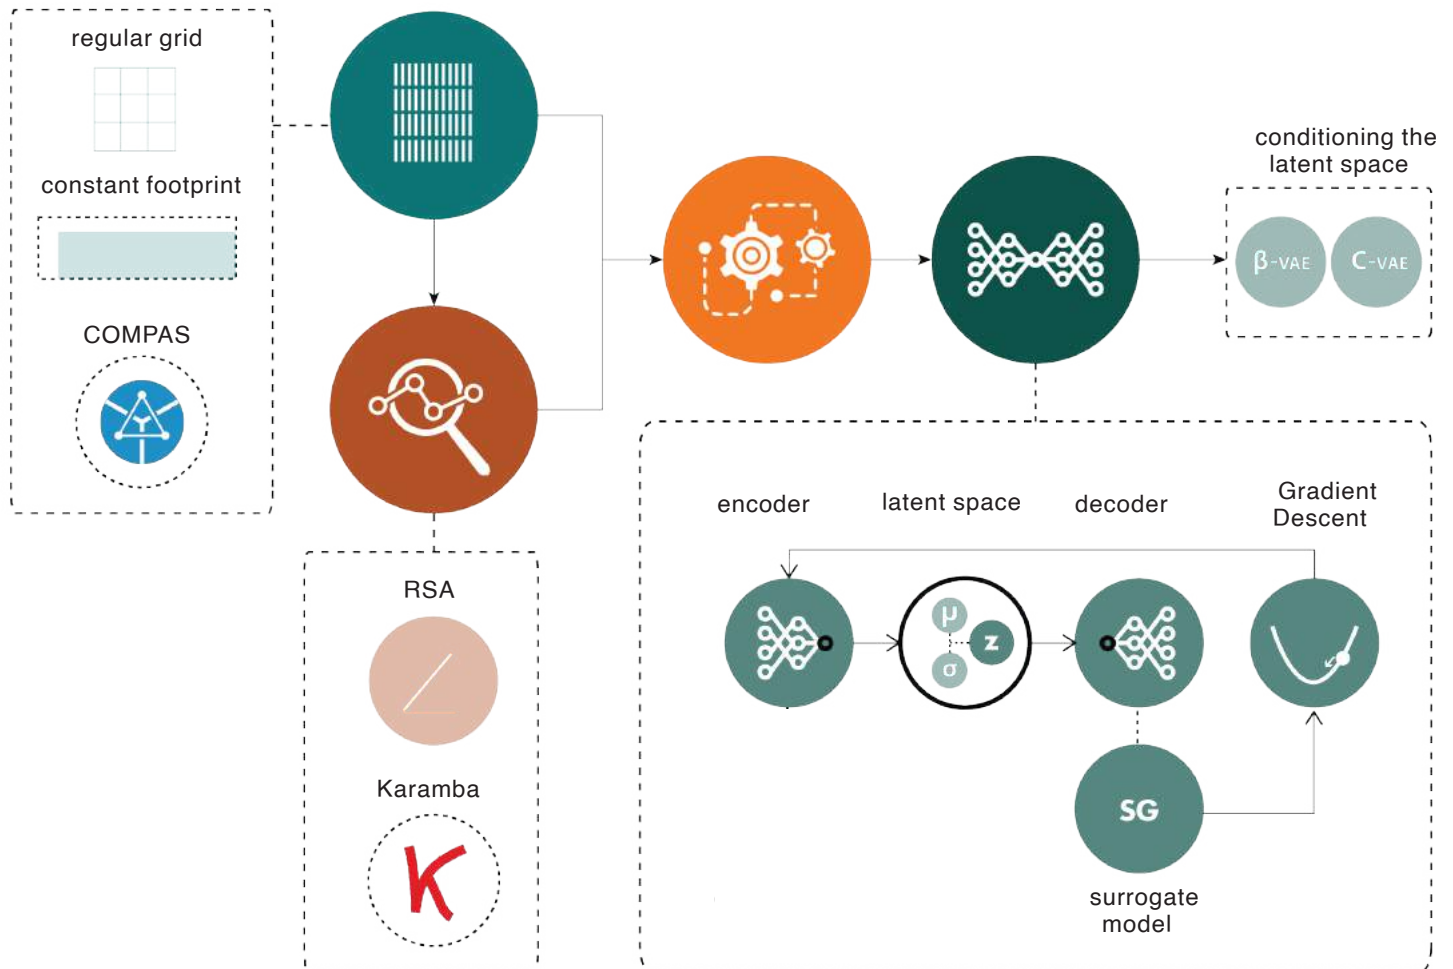 regular grid
constant footprint
COMPAS
conditioning the
latent space
β-VAE
C-VAE
RSA
Karamba
encoder
latent space
decoder
Gradient
Descent
μ
z
σ
SG
surrogate
model